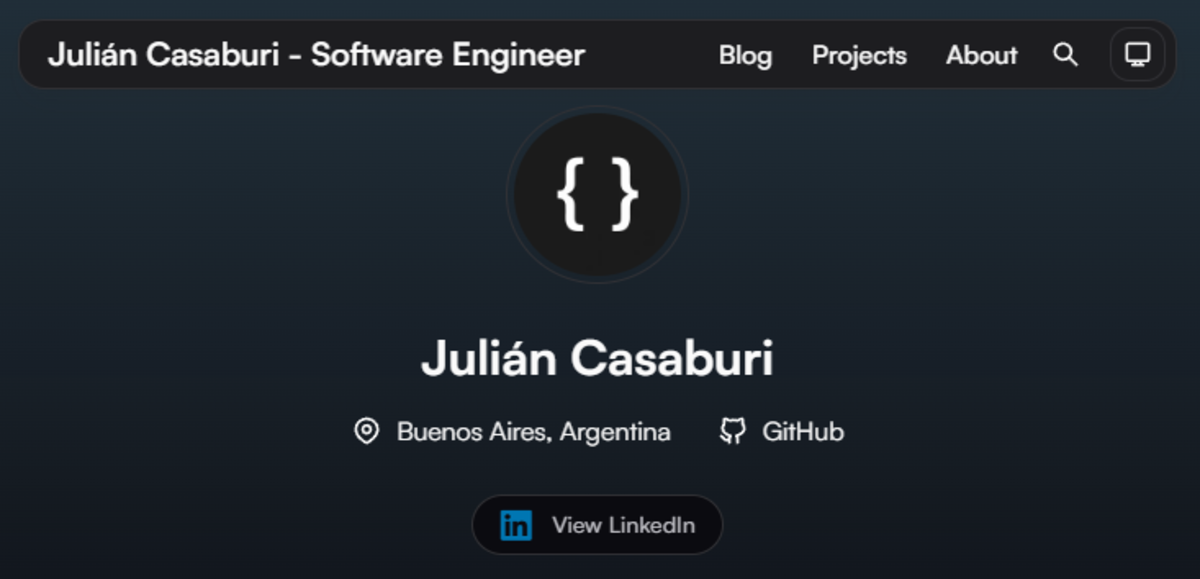 Julián Casaburi - Software Engineer Blog Projects About
{ }
Julián Casaburi
Buenos Aires, Argentina GitHub
in View LinkedIn